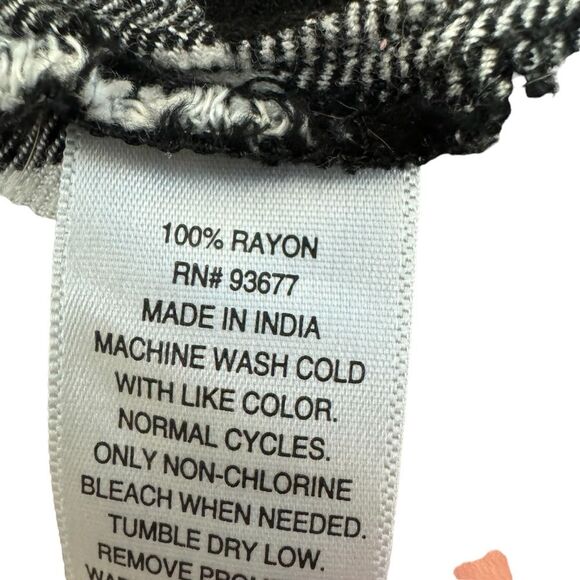 100% RAYON
RN# 93677
MADE IN INDIA
MACHINE WASH COLD
WITH LIKE COLOR.
NORMAL CYCLES.
ONLY NON-CHLORINE
BLEACH WHEN NEEDED.
TUMBLE DRY LOW.
REMOVE